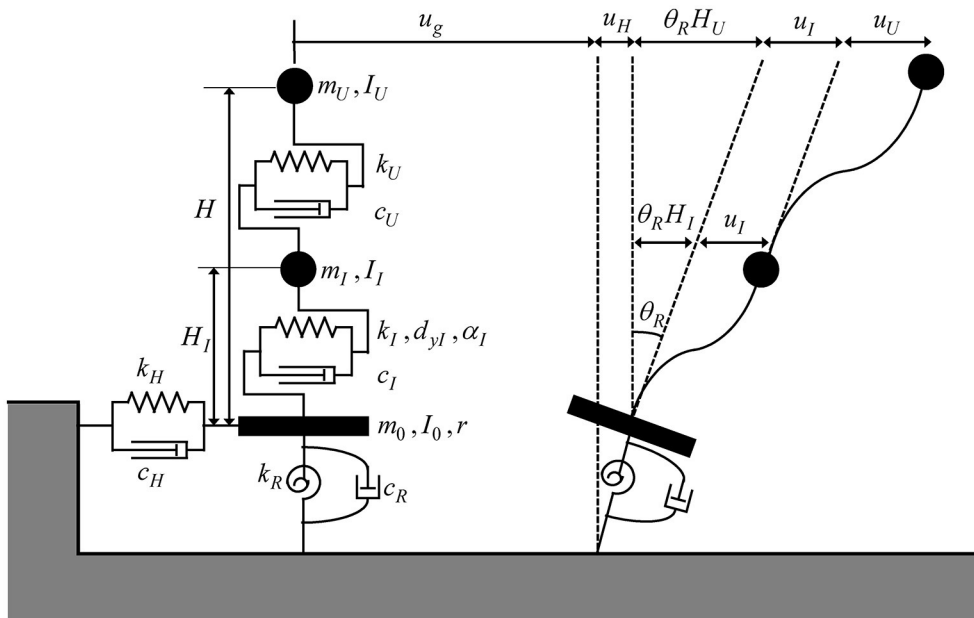 u_g u_H θ_R H_U u_I u_U
m_U , I_U
k_U
c_U
H
θ_R H_I u_I
m_I , I_I
H_I
k_I , d_yI , α_I
θ_R
c_I
k_H
m_0 , I_0 , r
c_H
k_R
c_R